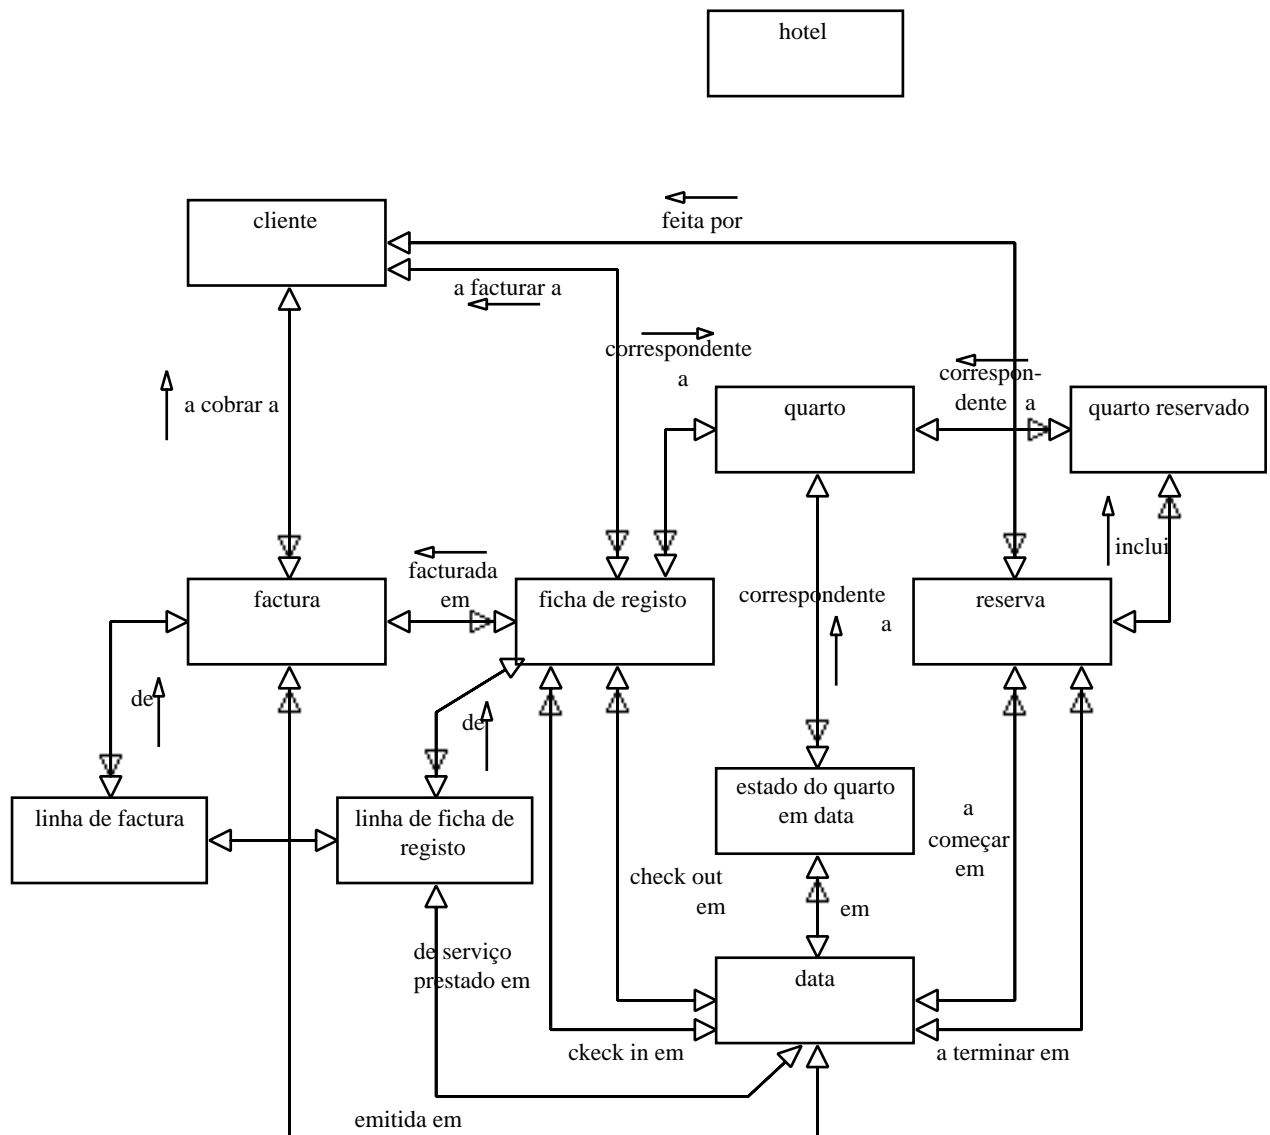 hotel
cliente
feita por
a facturar a
correspondente
a
correspon-
dente a
a cobrar a
quarto
quarto reservado
facturada
em
inclui
factura
ficha de registo
correspondente
a
reserva
de
de
linha de factura
linha de ficha de
registo
estado do quarto
em data
a
começar
em
check out
em
em
de serviço
prestado em
data
ckeck in em
a terminar em
emitida em